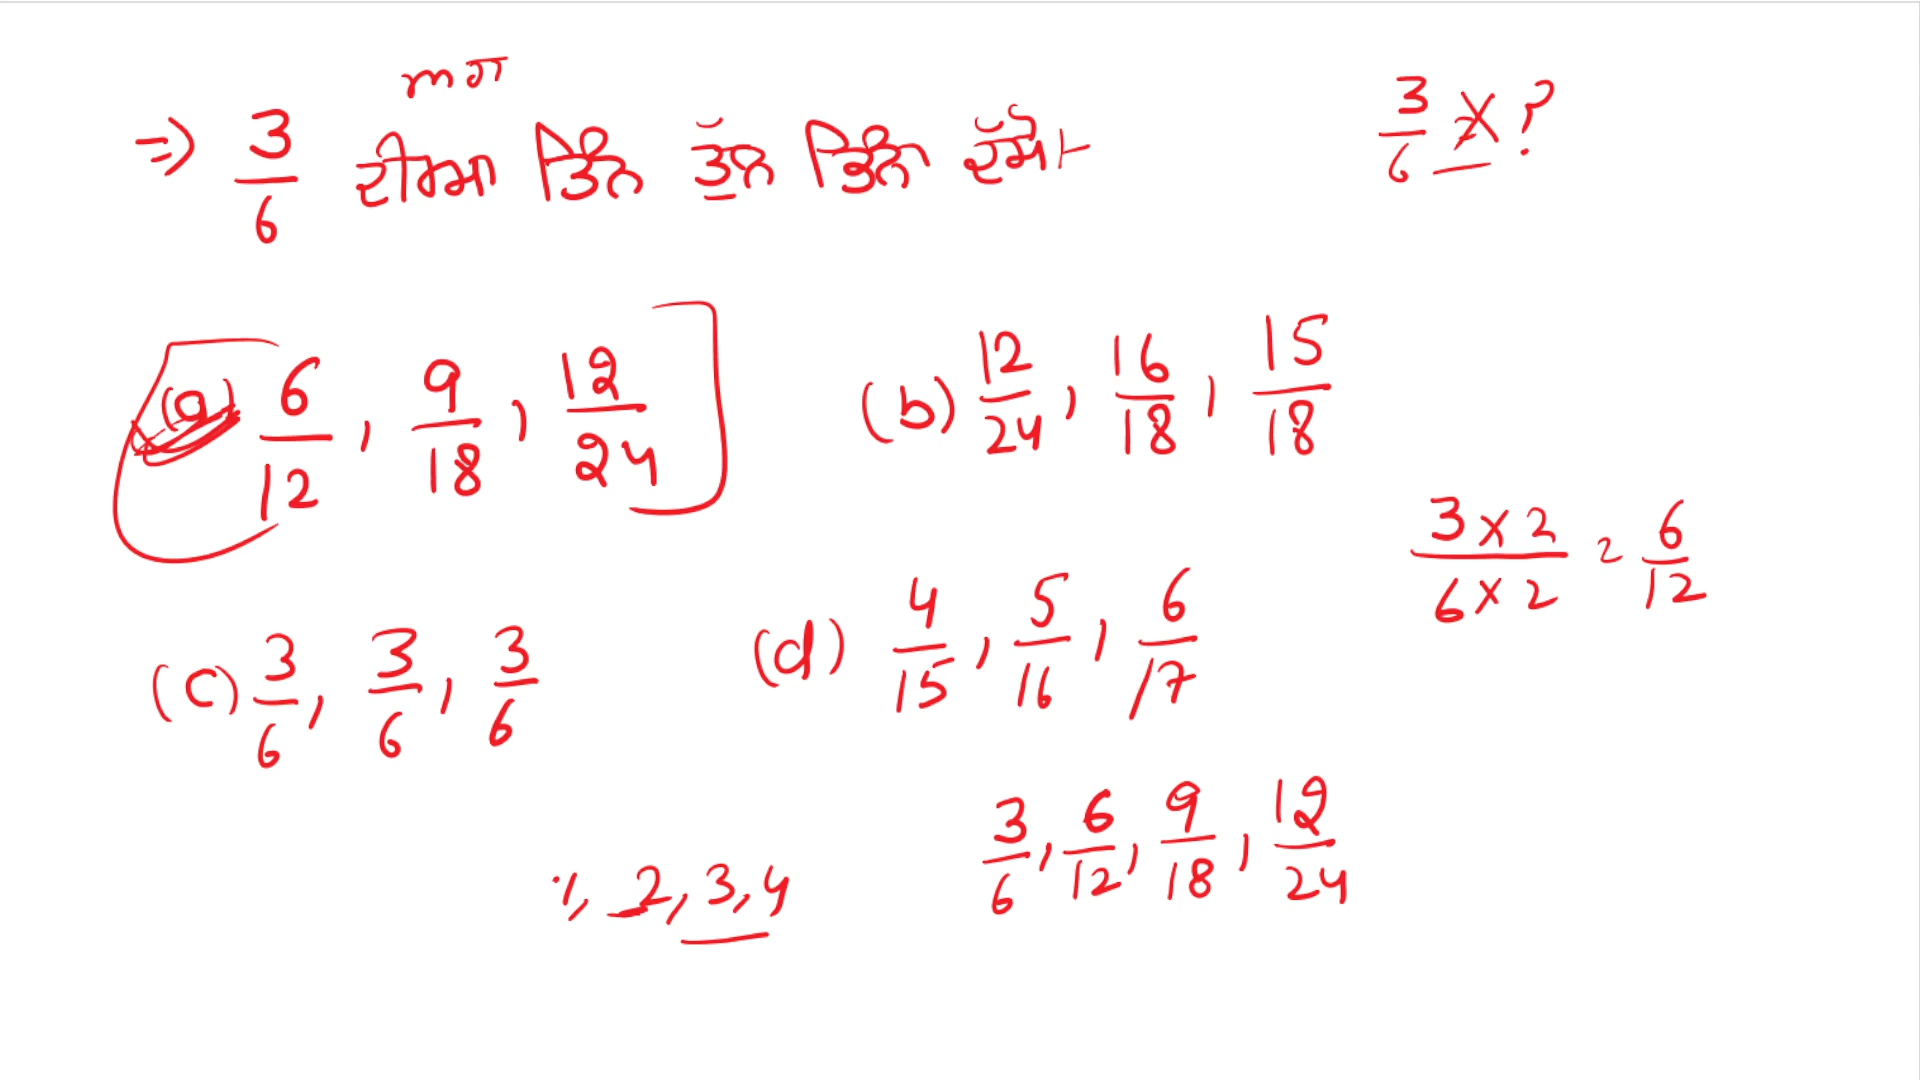 ⇒ 3/6 ਦੀਆਂ ਤਿੰਨ ਤੁੱਲ ਭਿੰਨਾਂ ਦੱਸੋ।
3/6 × ?
(a) 6/12, 9/18, 12/24
(b) 12/24, 16/18, 15/18
3×2/6×2 = 6/12
(c) 3/6, 3/6, 3/6
(d) 4/15, 5/16, 6/17
2, 3, 4
3/6, 6/12, 9/18, 12/24